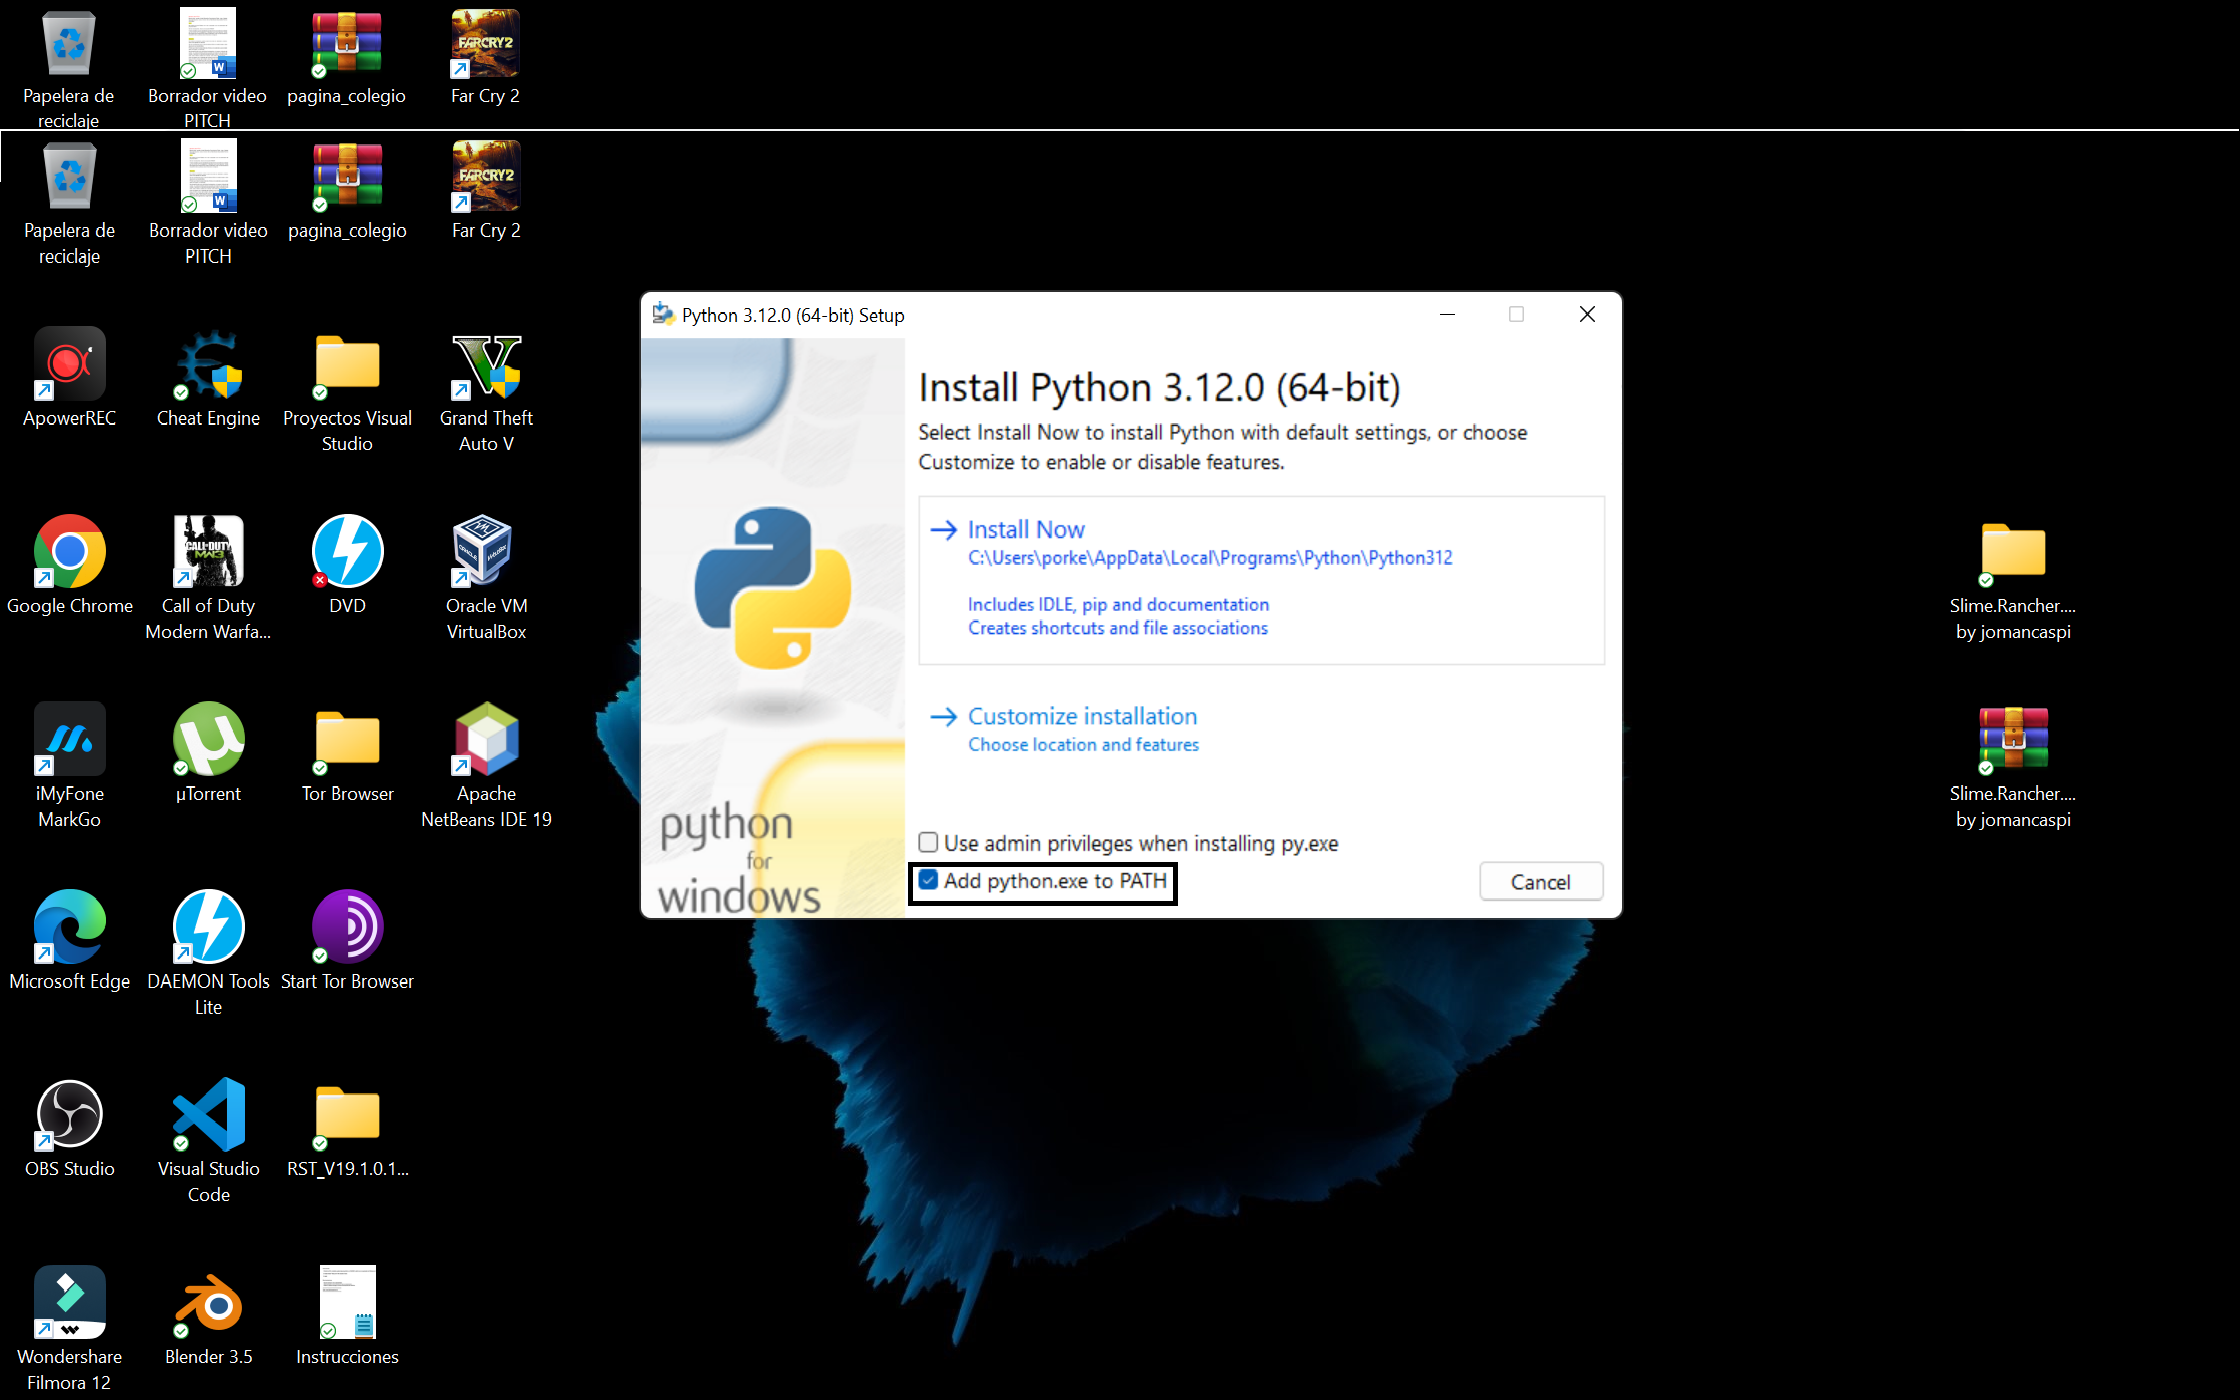 Papelera de
reciclaje
Borrador video
PITCH
pagina_colegio
FARCRY2
Far Cry 2
Papelera de
reciclaje
Borrador video
PITCH
pagina_colegio
FARCRY2
Far Cry 2
ApowerREC
Cheat Engine
Proyectos Visual
Studio
Grand Theft
Auto V
Google Chrome
CALL OF DUTY
MW3
Call of Duty
Modern Warfa...
DVD
Oracle VM
VirtualBox
iMyFone
MarkGo
µTorrent
Tor Browser
Apache
NetBeans IDE 19
Microsoft Edge
DAEMON Tools
Lite
Start Tor Browser
OBS Studio
Visual Studio
Code
RST_V19.1.0.1...
Wondershare
Filmora 12
Blender 3.5
Instrucciones
Python 3.12.0 (64-bit) Setup
Install Python 3.12.0 (64-bit)
Select Install Now to install Python with default settings, or choose
Customize to enable or disable features.
Install Now
C:\Users\porke\AppData\Local\Programs\Python\Python312
Includes IDLE, pip and documentation
Creates shortcuts and file associations
Customize installation
Choose location and features
python
for
windows
Use admin privileges when installing py.exe
Add python.exe to PATH
Cancel
Slime.Rancher....
by jomancaspi
Slime.Rancher....
by jomancaspi